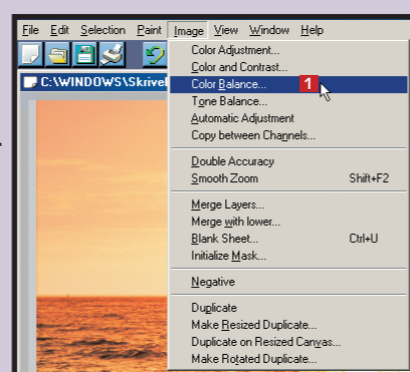 File Edit Selection Paint Image View Window Help
C:\WINDOWS\Skrivel
Color Adjustment...
Color and Contrast...
Color Balance... 1
Tone Balance...
Automatic Adjustment
Copy between Channels...
Double Accuracy
Smooth Zoom Shift+F2
Merge Layers...
Merge with lower...
Blank Sheet... Ctrl+U
Initialize Mask...
Negative
Duplicate
Make Resized Duplicate...
Duplicate on Resized Canvas...
Make Rotated Duplicate...